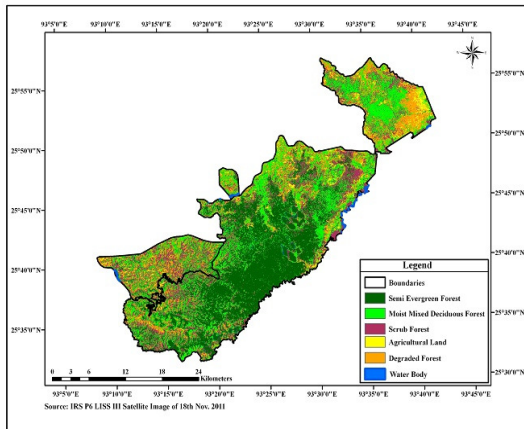 93°5'0"E 93°10'0"E 93°15'0"E 93°20'0"E 93°25'0"E 93°30'0"E 93°35'0"E 93°40'0"E 93°45'0"E
25°55'0"N 25°55'0"N
25°50'0"N 25°50'0"N
25°45'0"N 25°45'0"N
25°40'0"N 25°40'0"N
25°35'0"N 25°35'0"N
25°30'0"N
Legend
Boundaries
Semi Evergreen Forest
Moist Mixed Deciduous Forest
Scrub Forest
Agricultural Land
Degraded Forest
Water Body
0 3 6 12 18 24
Kilometers
93°5'0"E 93°10'0"E 93°15'0"E 93°20'0"E 93°25'0"E 93°30'0"E 93°35'0"E 93°40'0"E
Source: IRS P6 LISS III Satellite Image of 18th Nov. 2011